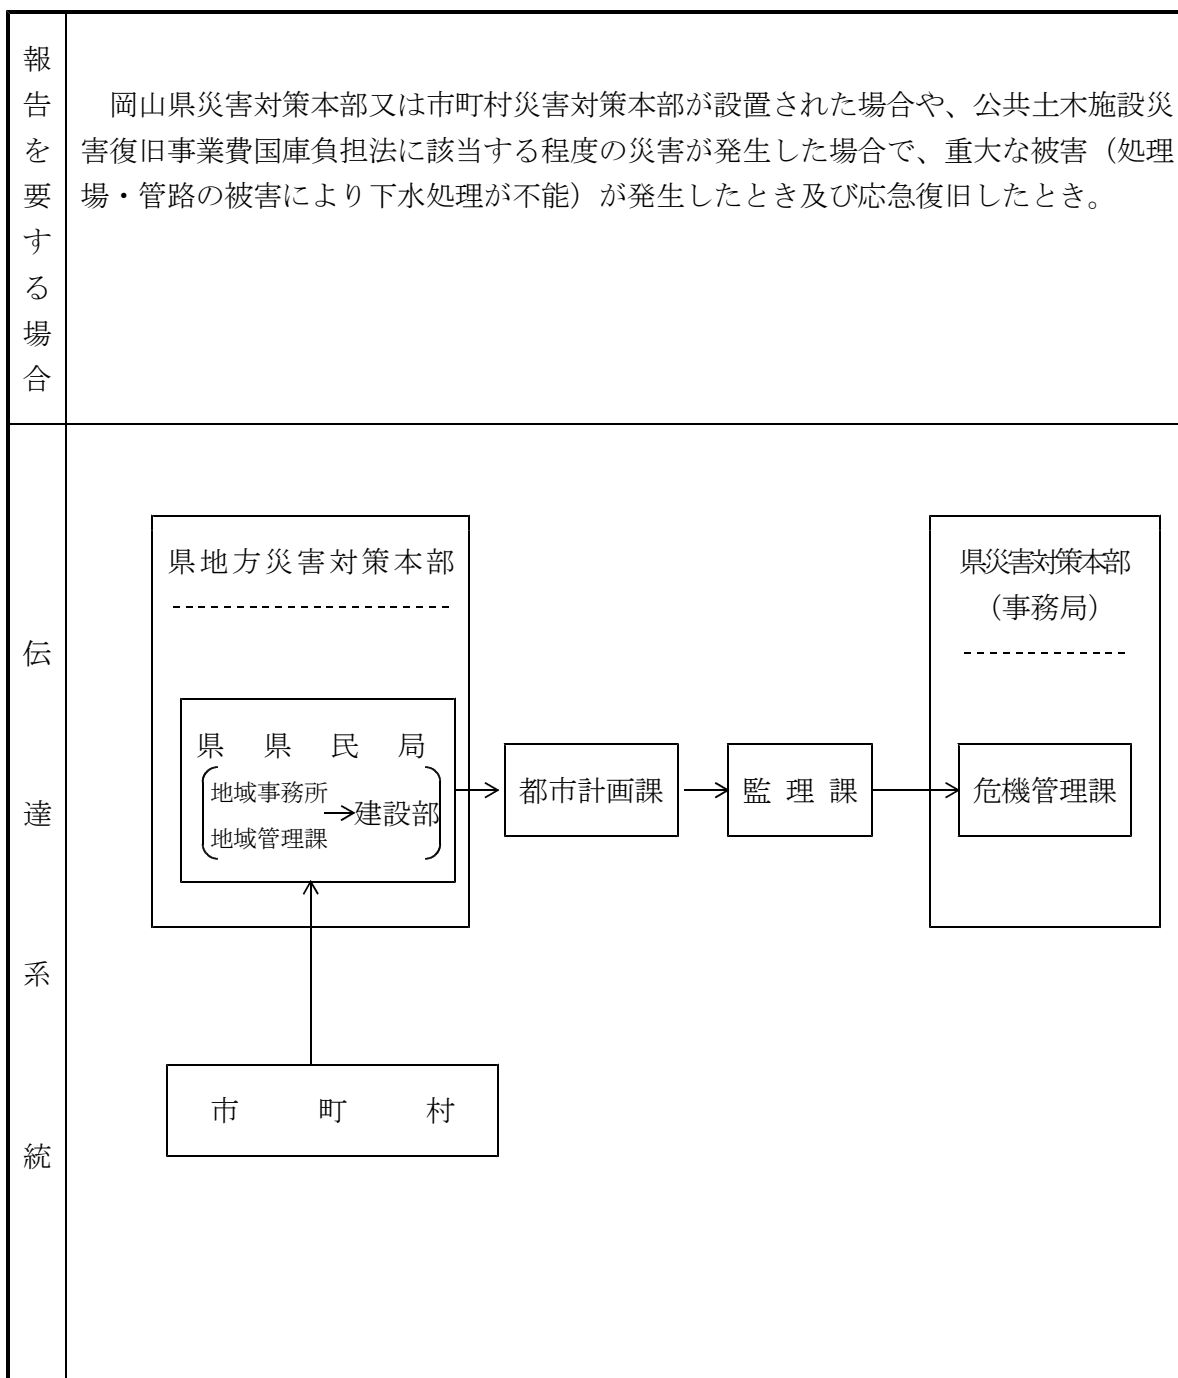 報告を要する場合
岡山県災害対策本部又は市町村災害対策本部が設置された場合や、公共土木施設災
害復旧事業費国庫負担法に該当する程度の災害が発生した場合で、重大な被害（処理
場・管路の被害により下水処理が不能）が発生したとき及び応急復旧したとき。
伝達系統
県地方災害対策本部
県県民局
地域事務所
地域管理課
建設部
都市計画課
監理課
県災害対策本部
（事務局）
危機管理課
市町村